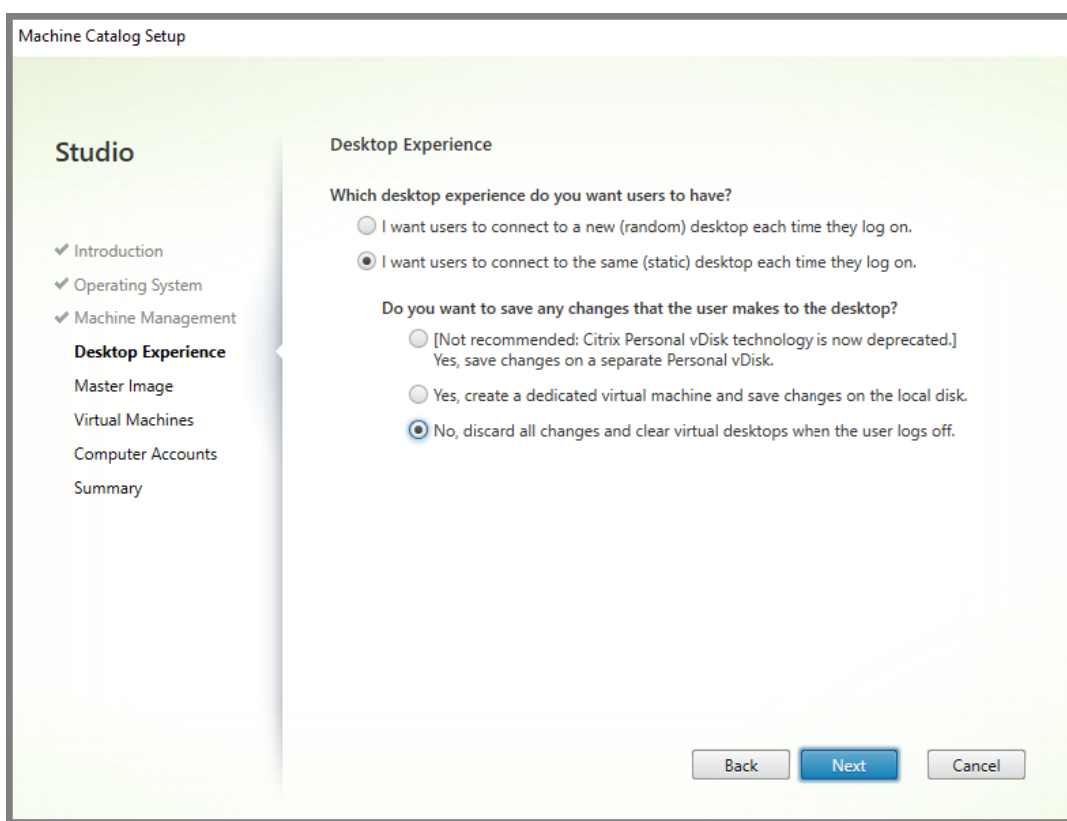 Machine Catalog Setup
Studio
Introduction
Operating System
Machine Management
Desktop Experience
Master Image
Virtual Machines
Computer Accounts
Summary
Desktop Experience
Which desktop experience do you want users to have?
I want users to connect to a new (random) desktop each time they log on.
I want users to connect to the same (static) desktop each time they log on.
Do you want to save any changes that the user makes to the desktop?
[Not recommended: Citrix Personal vDisk technology is now deprecated.]
Yes, save changes on a separate Personal vDisk.
Yes, create a dedicated virtual machine and save changes on the local disk.
No, discard all changes and clear virtual desktops when the user logs off.
Back
Next
Cancel